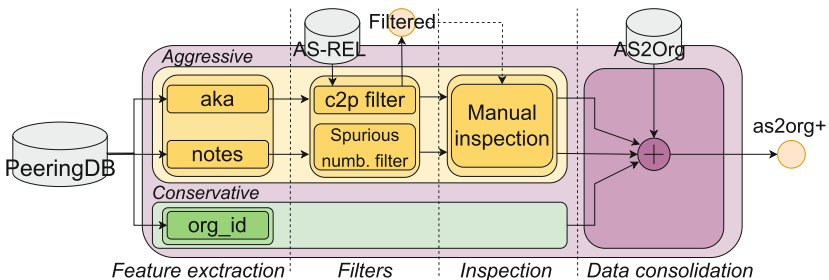 Filtered
AS-REL
AS2Org
Aggressive
aka
c2p filter
Manual
inspection
notes
Spurious
numb. filter
as2org+
PeeringDB
Conservative
org_id
Feature exctraction
Filters
Inspection
Data consolidation